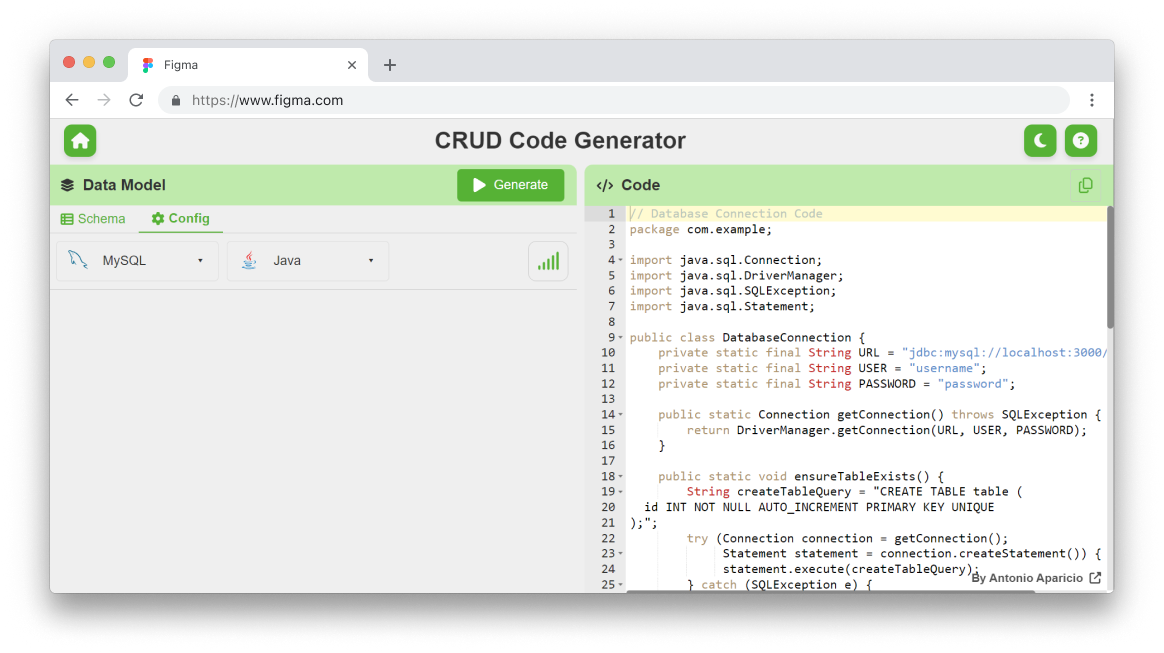 Figma
https://www.figma.com
CRUD Code Generator
Data Model
Generate
Schema
Config
MySQL
Java
</> Code
1 // Database Connection Code
2 package com.example;
3
4 import java.sql.Connection;
5 import java.sql.DriverManager;
6 import java.sql.SQLException;
7 import java.sql.Statement;
8
9 public class DatabaseConnection {
10 private static final String URL = "jdbc:mysql://localhost:3000/
11 private static final String USER = "username";
12 private static final String PASSWORD = "password";
13
14 public static Connection getConnection() throws SQLException {
15 return DriverManager.getConnection(URL, USER, PASSWORD);
16 }
17
18 public static void ensureTableExists() {
19 String createTableQuery = "CREATE TABLE table (
20 id INT NOT NULL AUTO_INCREMENT PRIMARY KEY UNIQUE
21 );";
22 try (Connection connection = getConnection();
23 Statement statement = connection.createStatement()) {
24 statement.execute(createTableQuery);
25 } catch (SQLException e) {
By Antonio Aparicio